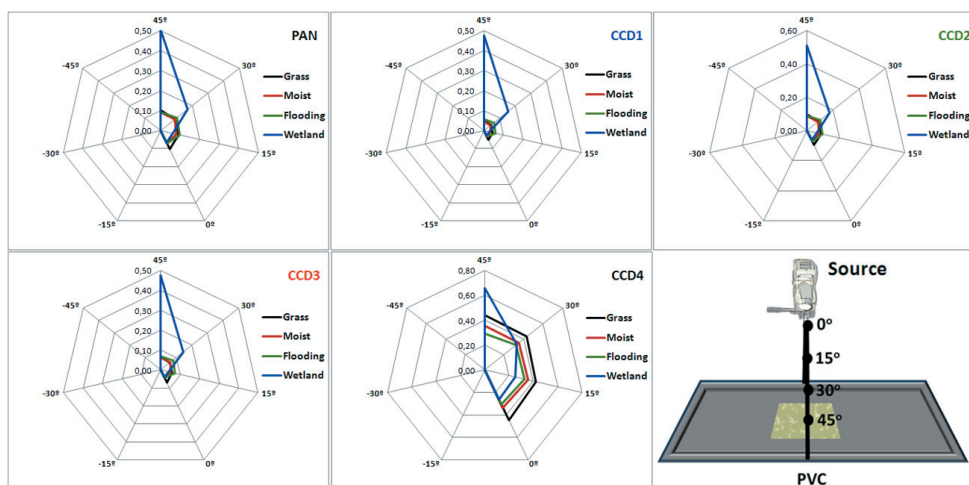 45º
PAN
0,50
0,40
0,30
0,20
0,10
0,00
-45º
30º
-30º
15º
-15º
0º
Grass
Moist
Flooding
Wetland
45º
CCD1
0,50
0,40
0,30
0,20
0,10
0,00
-45º
30º
-30º
15º
-15º
0º
Grass
Moist
Flooding
Wetland
45º
CCD2
0,60
0,40
0,20
0,00
-45º
30º
-30º
15º
-15º
0º
Grass
Moist
Flooding
Wetland
45º
CCD3
0,50
0,40
0,30
0,20
0,10
0,00
-45º
30º
-30º
15º
-15º
0º
Grass
Moist
Flooding
Wetland
45º
CCD4
0,80
0,60
0,40
0,20
0,00
-45º
30º
-30º
15º
-15º
0º
Grass
Moist
Flooding
Wetland
Source
0º
15º
30º
45º
PVC